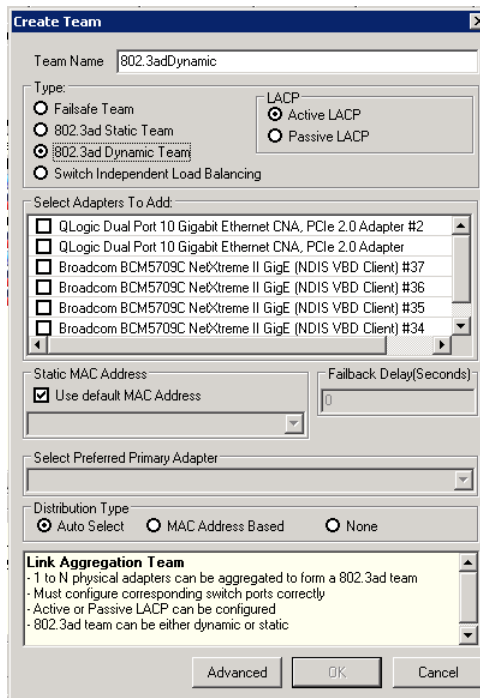 Create Team
Team Name 802.3adDynamic
Type:
Failsafe Team
802.3ad Static Team
802.3ad Dynamic Team
Switch Independent Load Balancing
LACP
Active LACP
Passive LACP
Select Adapters To Add:
QLogic Dual Port 10 Gigabit Ethernet CNA, PCIe 2.0 Adapter #2
QLogic Dual Port 10 Gigabit Ethernet CNA, PCIe 2.0 Adapter
Broadcom BCM5709C NetXtreme II GigE (NDIS VBD Client) #37
Broadcom BCM5709C NetXtreme II GigE (NDIS VBD Client) #36
Broadcom BCM5709C NetXtreme II GigE (NDIS VBD Client) #35
Broadcom BCM5709C NetXtreme II GigE (NDIS VBD Client) #34
Static MAC Address
Use default MAC Address
Failback Delay(Seconds)
0
Select Preferred Primary Adapter
Distribution Type
Auto Select MAC Address Based None
Link Aggregation Team
- 1 to N physical adapters can be aggregated to form a 802.3ad team
- Must configure corresponding switch ports correctly
- Active or Passive LACP can be configured
- 802.3ad team can be either dynamic or static
Advanced OK Cancel